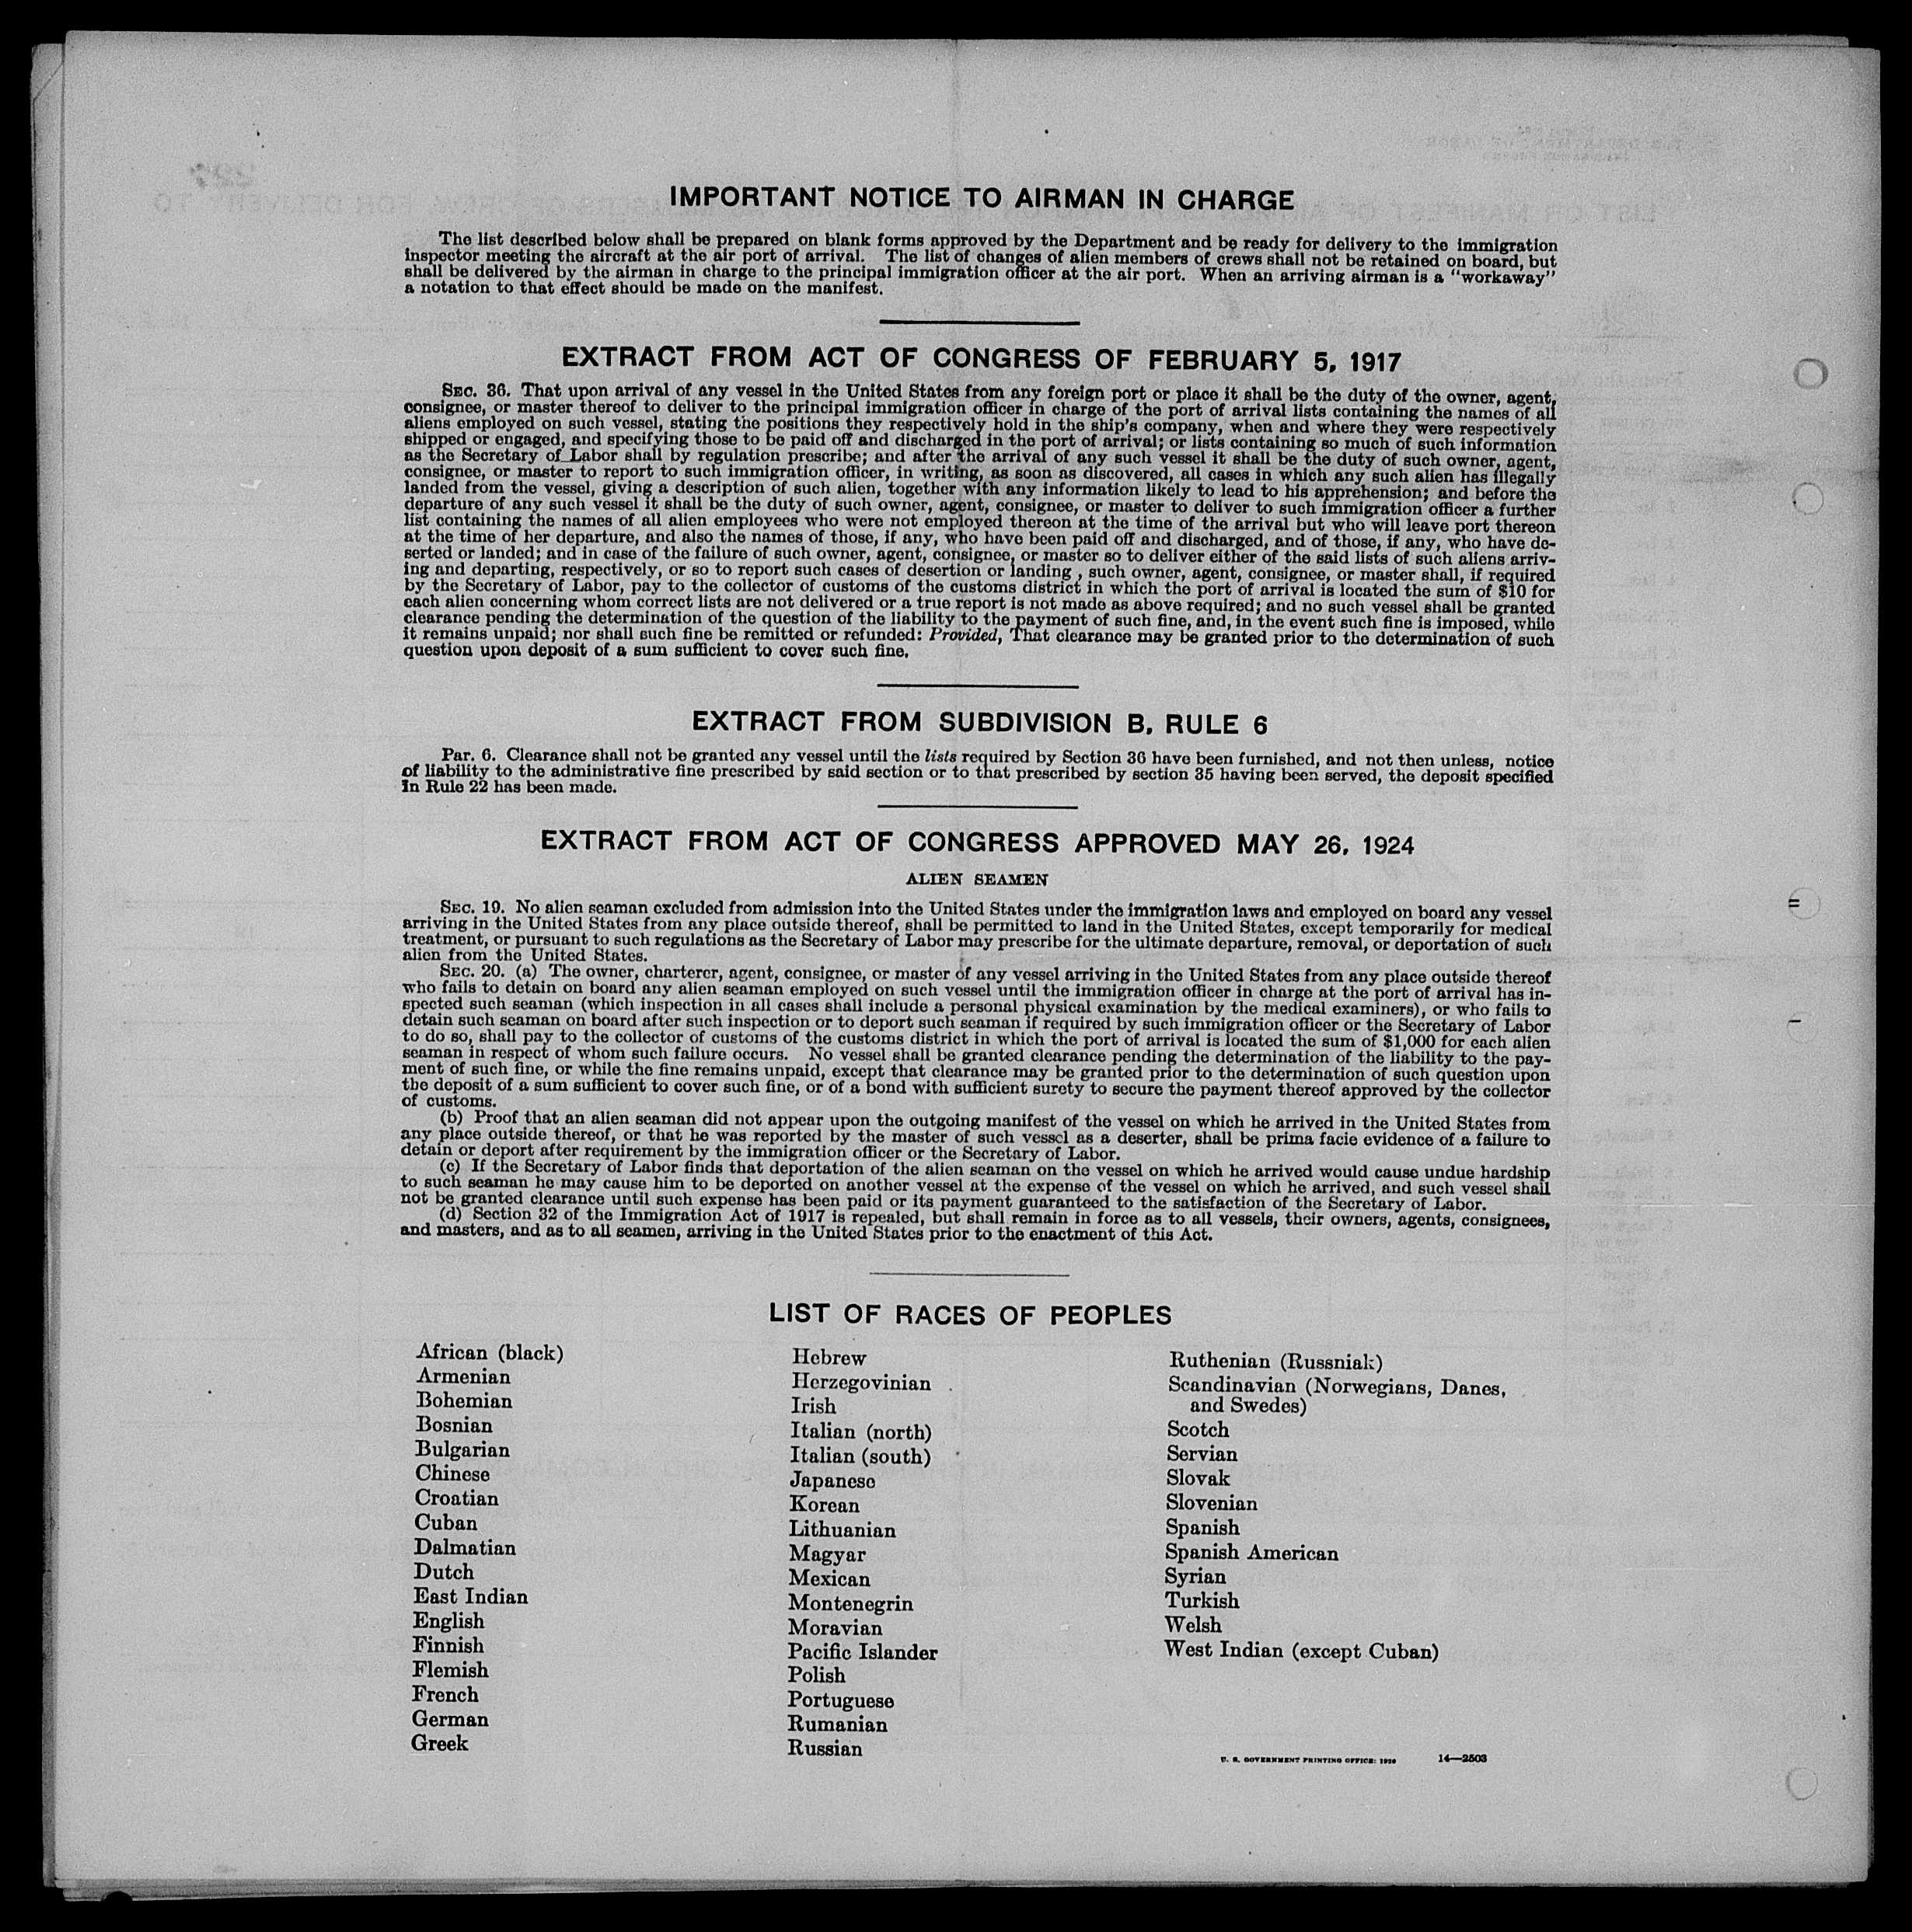 IMPORTANT NOTICE TO AIRMAN IN CHARGE
The list described below shall be prepared on blank forms approved by the Department and be ready for delivery to the immigration
inspector meeting the aircraft at the air port of arrival. The list of changes of alien members of crews shall not be retained on board, but
shall be delivered by the airman in charge to the principal immigration officer at the air port. When an arriving airman is a "workaway"
a notation to that effect should be made on the manifest.
EXTRACT FROM ACT OF CONGRESS OF FEBRUARY 5, 1917
SEC. 36. That upon arrival of any vessel in the United States from any foreign port or place it shall be the duty of the owner, agent,
consignee, or master thereof to deliver to the principal immigration officer in charge of the port of arrival lists containing the names of all
aliens employed on such vessel, stating the positions they respectively hold in the ship's company, when and where they were respectively
shipped or engaged, and specifying those to be paid off and discharged in the port of arrival; or lists containing so much of such information
as the Secretary of Labor shall by regulation prescribe; and after the arrival of any such vessel it shall be the duty of such owner, agent,
consignee, or master to report to such immigration officer, in writing, as soon as discovered, all cases in which any such alien has illegally
landed from the vessel, giving a description of such alien, together with any information likely to lead to his apprehension; and before the
departure of any such vessel it shall be the duty of such owner, agent, consignee, or master to deliver to such immigration officer a further
list containing the names of all alien employees who were not employed thereon at the time of the arrival but who will leave port thereon
at the time of her departure, and also the names of those, if any, who have been paid off and discharged, and of those, if any, who have de-
serted or landed; and in case of the failure of such owner, agent, consignee, or master so to deliver either of the said lists of such aliens arriv-
ing and departing, respectively, or so to report such cases of desertion or landing , such owner, agent, consignee, or master shall, if required
by the Secretary of Labor, pay to the collector of customs of the customs district in which the port of arrival is located the sum of $10 for
each alien concerning whom correct lists are not delivered or a true report is not made as above required; and no such vessel shall be granted
clearance pending the determination of the question of the liability to the payment of such fine, and, in the event such fine is imposed, while
it remains unpaid; nor shall such fine be remitted or refunded: Provided, That clearance may be granted prior to the determination of such
question upon deposit of a sum sufficient to cover such fine.
EXTRACT FROM SUBDIVISION B, RULE 6
Par. 6. Clearance shall not be granted any vessel until the lists required by Section 36 have been furnished, and not then unless, notice
of liability to the administrative fine prescribed by said section or to that prescribed by section 35 having been served, the deposit specified
in Rule 22 has been made.
EXTRACT FROM ACT OF CONGRESS APPROVED MAY 26, 1924
ALIEN SEAMEN
SEC. 19. No alien seaman excluded from admission into the United States under the immigration laws and employed on board any vessel
arriving in the United States from any place outside thereof, shall be permitted to land in the United States, except temporarily for medical
treatment, or pursuant to such regulations as the Secretary of Labor may prescribe for the ultimate departure, removal, or deportation of such
alien from the United States.
SEC. 20. (a) The owner, charterer, agent, consignee, or master of any vessel arriving in the United States from any place outside thereof
who fails to detain on board any alien seaman employed on such vessel until the immigration officer in charge at the port of arrival has in-
spected such seaman (which inspection in all cases shall include a personal physical examination by the medical examiners), or who fails to
detain such seaman on board after such inspection or to deport such seaman if required by such immigration officer or the Secretary of Labor
to do so, shall pay to the collector of customs of the customs district in which the port of arrival is located the sum of $1,000 for each alien
seaman in respect of whom such failure occurs. No vessel shall be granted clearance pending the determination of the liability to the pay-
ment of such fine, or while the fine remains unpaid, except that clearance may be granted prior to the determination of such question upon
the deposit of a sum sufficient to cover such fine, or of a bond with sufficient surety to secure the payment thereof approved by the collector
of customs.
(b) Proof that an alien seaman did not appear upon the outgoing manifest of the vessel on which he arrived in the United States from
any place outside thereof, or that he was reported by the master of such vessel as a deserter, shall be prima facie evidence of a failure to
detain or deport after requirement by the immigration officer or the Secretary of Labor.
(c) If the Secretary of Labor finds that deportation of the alien seaman on the vessel on which he arrived would cause undue hardship
to such seaman he may cause him to be deported on another vessel at the expense of the vessel on which he arrived, and such vessel shall
not be granted clearance until such expense has been paid or its payment guaranteed to the satisfaction of the Secretary of Labor.
(d) Section 32 of the Immigration Act of 1917 is repealed, but shall remain in force as to all vessels, their owners, agents, consignees,
and masters, and as to all seamen, arriving in the United States prior to the enactment of this Act.
LIST OF RACES OF PEOPLES
African (black)
Armenian
Bohemian
Bosnian
Bulgarian
Chinese
Croatian
Cuban
Dalmatian
Dutch
East Indian
English
Finnish
Flemish
French
German
Greek
Hebrew
Herzegovinian
Irish
Italian (north)
Italian (south)
Japanese
Korean
Lithuanian
Magyar
Mexican
Montenegrin
Moravian
Pacific Islander
Polish
Portuguese
Rumanian
Russian
Ruthenian (Russniak)
Scandinavian (Norwegians, Danes,
and Swedes)
Scotch
Servian
Slovak
Slovenian
Spanish
Spanish American
Syrian
Turkish
Welsh
West Indian (except Cuban)
U. S. GOVERNMENT PRINTING OFFICE: 14—2503